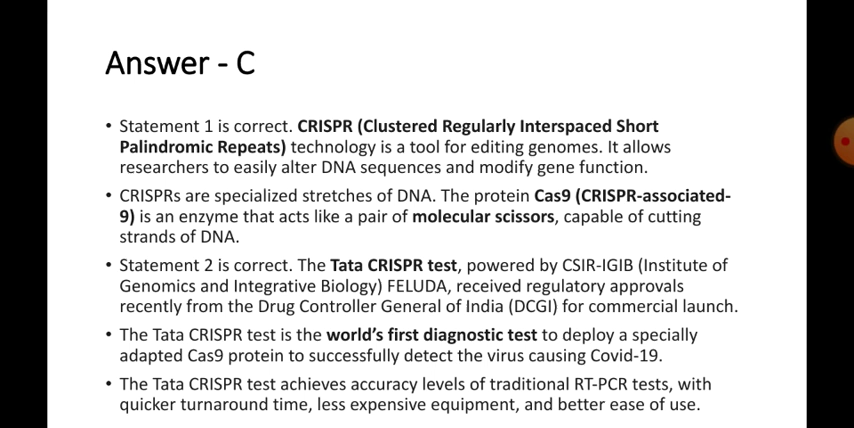 Answer - C
• Statement 1 is correct. CRISPR (Clustered Regularly Interspaced Short
Palindromic Repeats) technology is a tool for editing genomes. It allows
researchers to easily alter DNA sequences and modify gene function.
• CRISPRs are specialized stretches of DNA. The protein Cas9 (CRISPR-associated-
9) is an enzyme that acts like a pair of molecular scissors, capable of cutting
strands of DNA.
• Statement 2 is correct. The Tata CRISPR test, powered by CSIR-IGIB (Institute of
Genomics and Integrative Biology) FELUDA, received regulatory approvals
recently from the Drug Controller General of India (DCGI) for commercial launch.
• The Tata CRISPR test is the world's first diagnostic test to deploy a specially
adapted Cas9 protein to successfully detect the virus causing Covid-19.
• The Tata CRISPR test achieves accuracy levels of traditional RT-PCR tests, with
quicker turnaround time, less expensive equipment, and better ease of use.